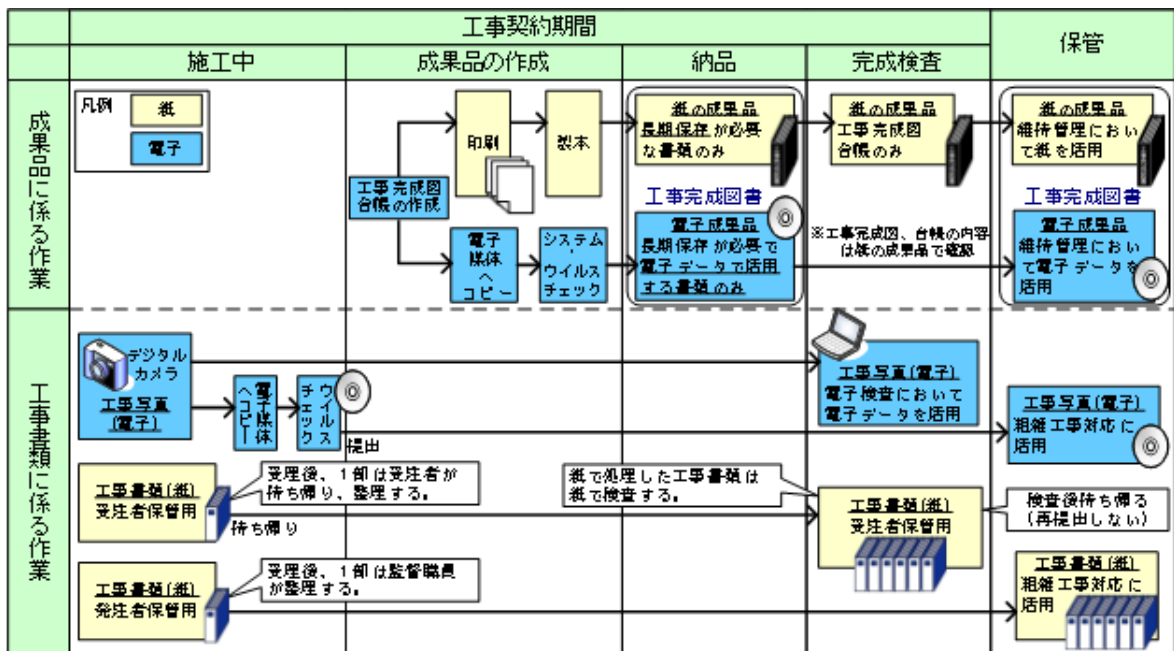 工事契約期間
保管
施工中
成果品の作成
納品
完成検査
成果品に係る作業
凡例
紙
電子
工事完成図
台帳の作成
印刷
製本
電子
媒体
へ
コピー
システム
・
ウイルス
チェック
紙の成果品
長期保存が必要
な書類のみ
工事完成図書
電子成果品
長期保存が必要で
電子データで活用
する書類のみ
紙の成果品
工事完成図
台帳のみ
※工事完成図、台帳の内容
は紙の成果品で確認
紙の成果品
維持管理におい
て紙を活用
工事完成図書
電子成果品
維持管理におい
て電子データを
活用
工事書類に係る作業
デジタル
カメラ
工事写真
(電子)
電子媒体
へコピー
ウイルス
チェック
提出
工事写真(電子)
電子検査において
電子データを活用
工事写真(電子)
粗雑工事対応に
活用
工事書類(紙)
受注者保管用
受理後、1部は受注者が
持ち帰り、整理する。
持ち帰り
紙で処理した工事書類は
紙で検査する。
工事書類(紙)
受注者保管用
検査後持ち帰る
(再提出しない)
工事書類(紙)
発注者保管用
受理後、1部は監督職員
が整理する。
工事書類(紙)
粗雑工事対応に
活用